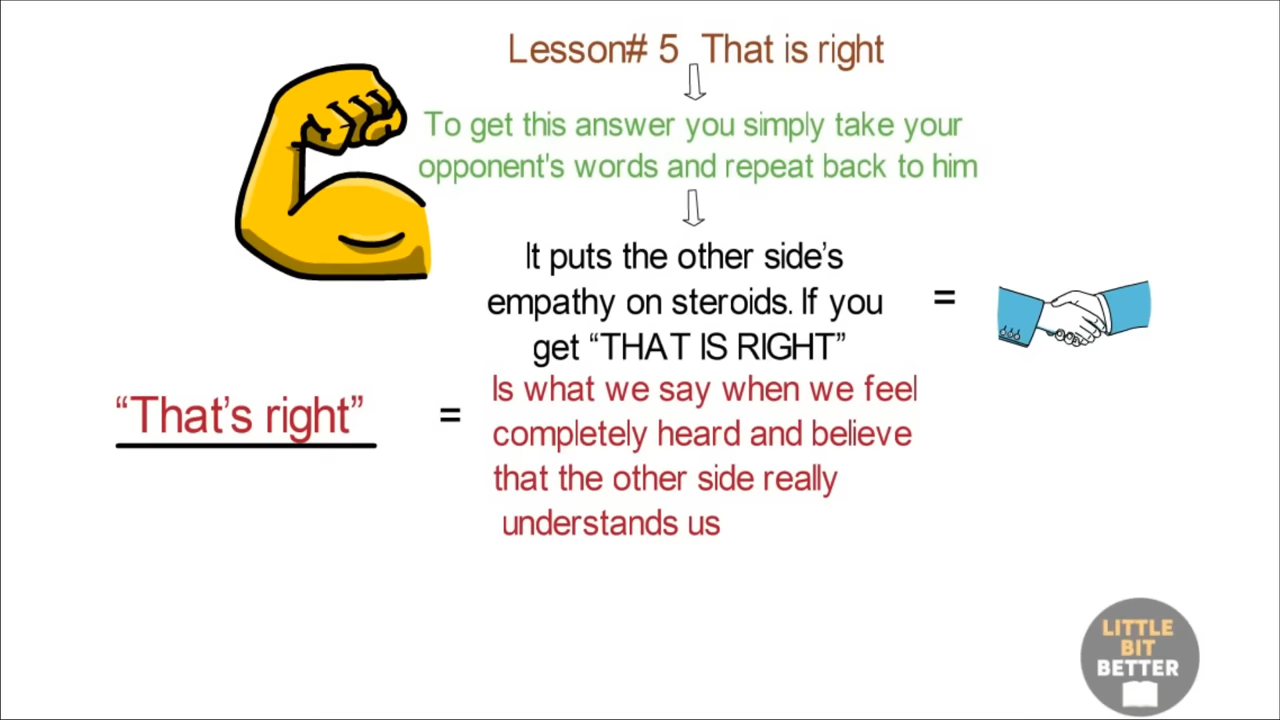 Lesson# 5 That is right
To get this answer you simply take your
opponent's words and repeat back to him
It puts the other side's
empathy on steroids. If you
get “THAT IS RIGHT”
=
“That's right”
=
Is what we say when we feel
completely heard and believe
that the other side really
understands us
LITTLE
BIT
BETTER